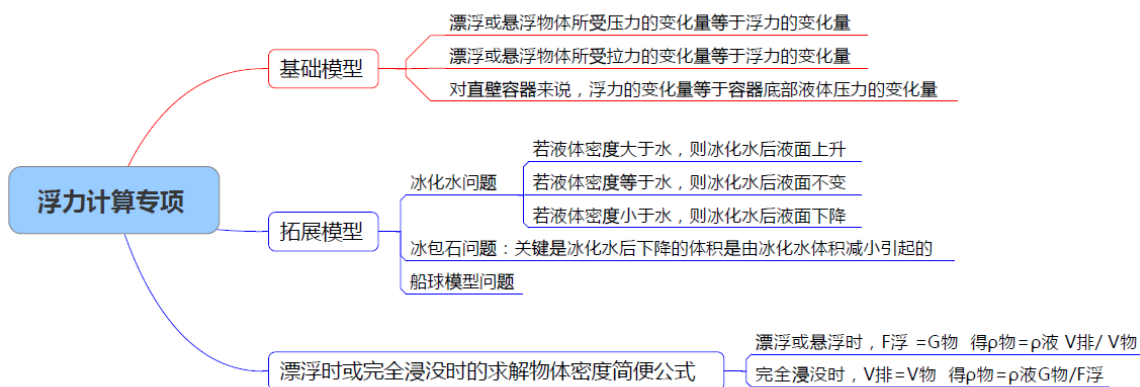 浮力计算专项
基础模型
漂浮或悬浮物体所受压力的变化量等于浮力的变化量
漂浮或悬浮物体所受拉力的变化量等于浮力的变化量
对直壁容器来说，浮力的变化量等于容器底部液体压力的变化量
拓展模型
冰化水问题
若液体密度大于水，则冰化水后液面上升
若液体密度等于水，则冰化水后液面不变
若液体密度小于水，则冰化水后液面下降
冰包石问题：关键是冰化水后下降的体积是由冰化水体积减小引起的
船球模型问题
漂浮时或完全浸没时的求解物体密度简便公式
漂浮或悬浮时，F浮 =G物 得ρ物=ρ液 V排/ V物
完全浸没时，V排=V物 得ρ物=ρ液G物/F浮